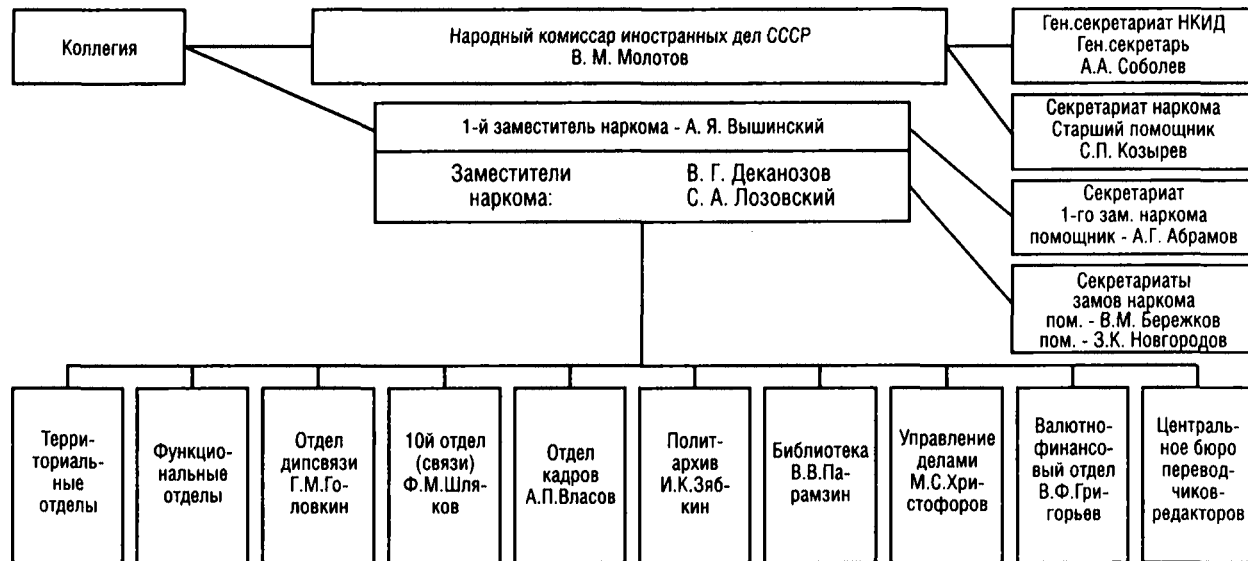 Коллегия
Народный комиссар иностранных дел СССР
В. М. Молотов
Ген.секретариат НКИД
Ген.секретарь
А.А. Соболев
Секретариат наркома
Старший помощник
С.П. Козырев
1-й заместитель наркома - А. Я. Вышинский
Заместители наркома:
В. Г. Деканозов
С. А. Лозовский
Секретариат
1-го зам. наркома
помощник - А.Г. Абрамов
Секретариаты
замов наркома
пом. - В.М. Бережков
пом. - З.К. Новгородов
Терри-
ториаль-
ные
отделы
Функцио-
нальные
отделы
Отдел
дипсвязи
Г.М.Го-
ловкин
10й отдел
(связи)
Ф.М.Шля-
ков
Отдел
кадров
А.П.Власов
Полит-
архив
И.К.Зяб-
кин
Библиотека
В.В.Па-
рамзин
Управление
делами
М.С.Хри-
стофоров
Валютно-
финансо-
вый отдел
В.Ф.Гри-
горьев
Централь-
ное бюро
перевод-
чиков-
редакторов